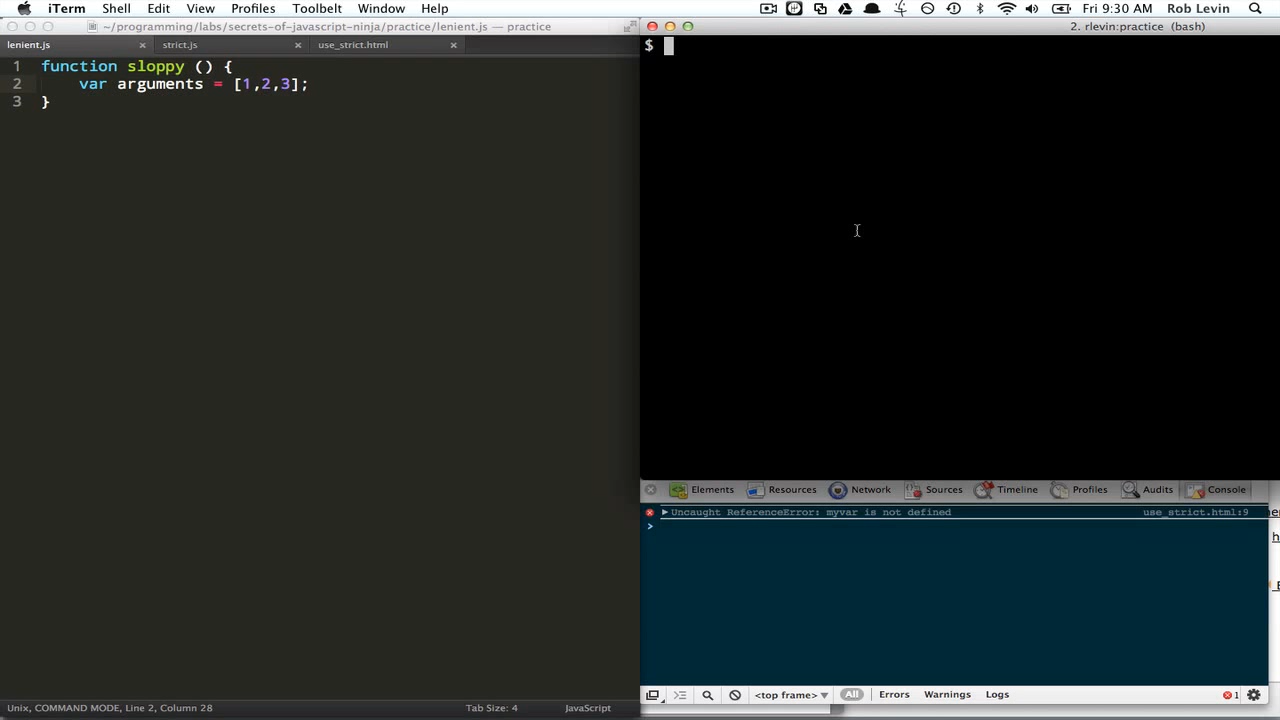 iTerm Shell Edit View Profiles Toolbelt Window Help Fri 9:30 AM Rob Levin
~/programming/labs/secrets-of-javascript-ninja/practice/lenient.js — practice
lenient.js × strict.js × use_strict.html ×
1 function sloppy () {
2 var arguments = [1,2,3];
3 }
Unix, COMMAND MODE, Line 2, Column 28 Tab Size: 4 JavaScript
2. rlevin:practice (bash)
$
Elements Resources Network Sources Timeline Profiles Audits Console
Uncaught ReferenceError: myvar is not defined use_strict.html:9
>
<top frame> All Errors Warnings Logs 1